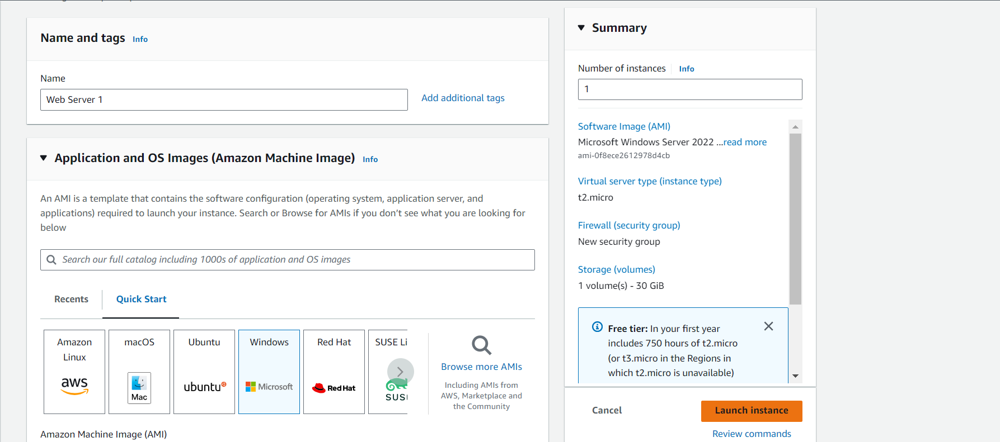 Name and tags Info
Name
Web Server 1
Add additional tags
Application and OS Images (Amazon Machine Image) Info
An AMI is a template that contains the software configuration (operating system, application server, and
applications) required to launch your instance. Search or Browse for AMIs if you don't see what you are looking for
below
Search our full catalog including 1000s of application and OS images
Recents
Quick Start
Amazon
Linux
aws
macOS
Mac
Ubuntu
ubuntu
Windows
Microsoft
Red Hat
Red Hat
SUSE Li
SUS
Browse more AMIs
Including AMIs from
AWS, Marketplace and
the Community
Amazon Machine Image (AMI)
Summary
Number of instances Info
1
Software Image (AMI)
Microsoft Windows Server 2022 ...read more
ami-0f8ece2612978d4cb
Virtual server type (instance type)
t2.micro
Firewall (security group)
New security group
Storage (volumes)
1 volume(s) - 30 GiB
Free tier: In your first year
includes 750 hours of t2.micro
(or t3.micro in the Regions in
which t2.micro is unavailable)
Cancel
Launch instance
Review commands